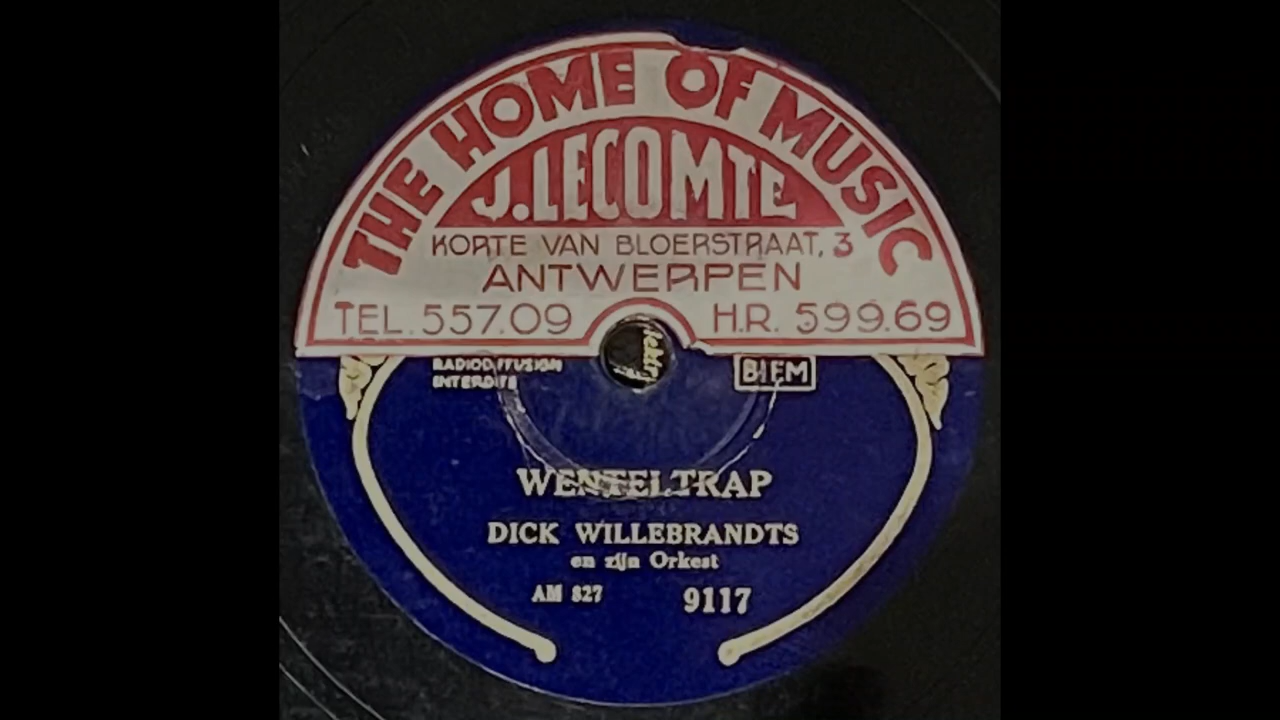 THE HOME OF MUSIC
J. LECOMTE
KORTE VAN BLOERSTRAAT, 3
ANTWERPEN
TEL. 557.09 H.R. 599.69
RADIODIFFUSION
INTERDITE
BIEM
WENTELTRAP
DICK WILLEBRANDTS
en zijn Orkest
AM 827 9117